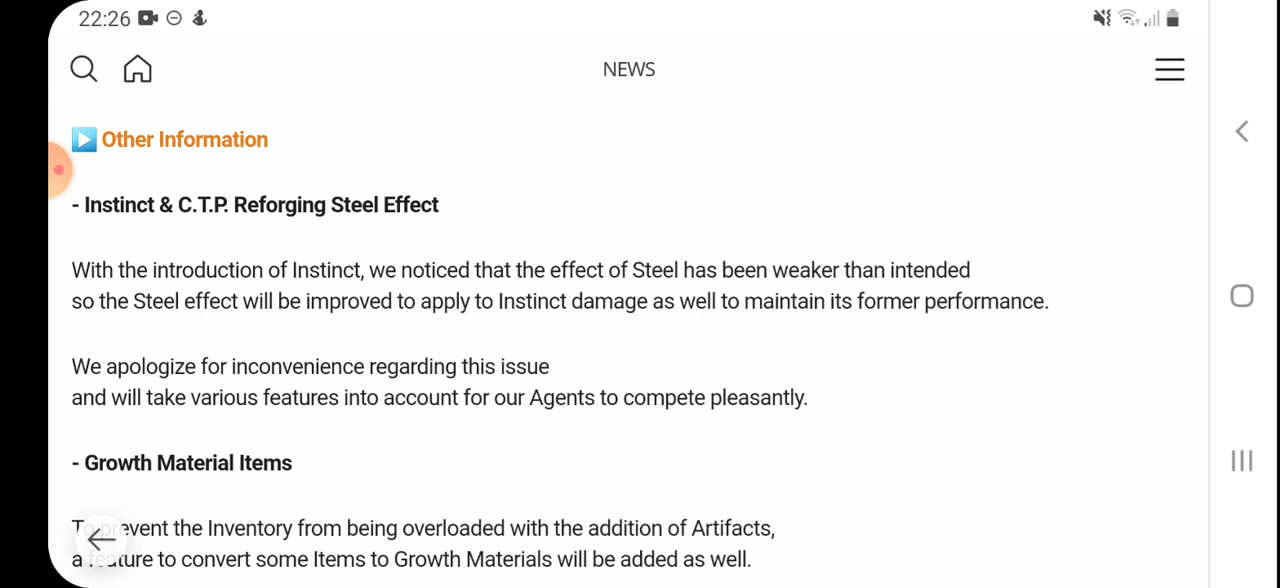 22:26
NEWS
Other Information
- Instinct & C.T.P. Reforging Steel Effect
With the introduction of Instinct, we noticed that the effect of Steel has been weaker than intended
so the Steel effect will be improved to apply to Instinct damage as well to maintain its former performance.
We apologize for inconvenience regarding this issue
and will take various features into account for our Agents to compete pleasantly.
- Growth Material Items
To prevent the Inventory from being overloaded with the addition of Artifacts,
a feature to convert some Items to Growth Materials will be added as well.